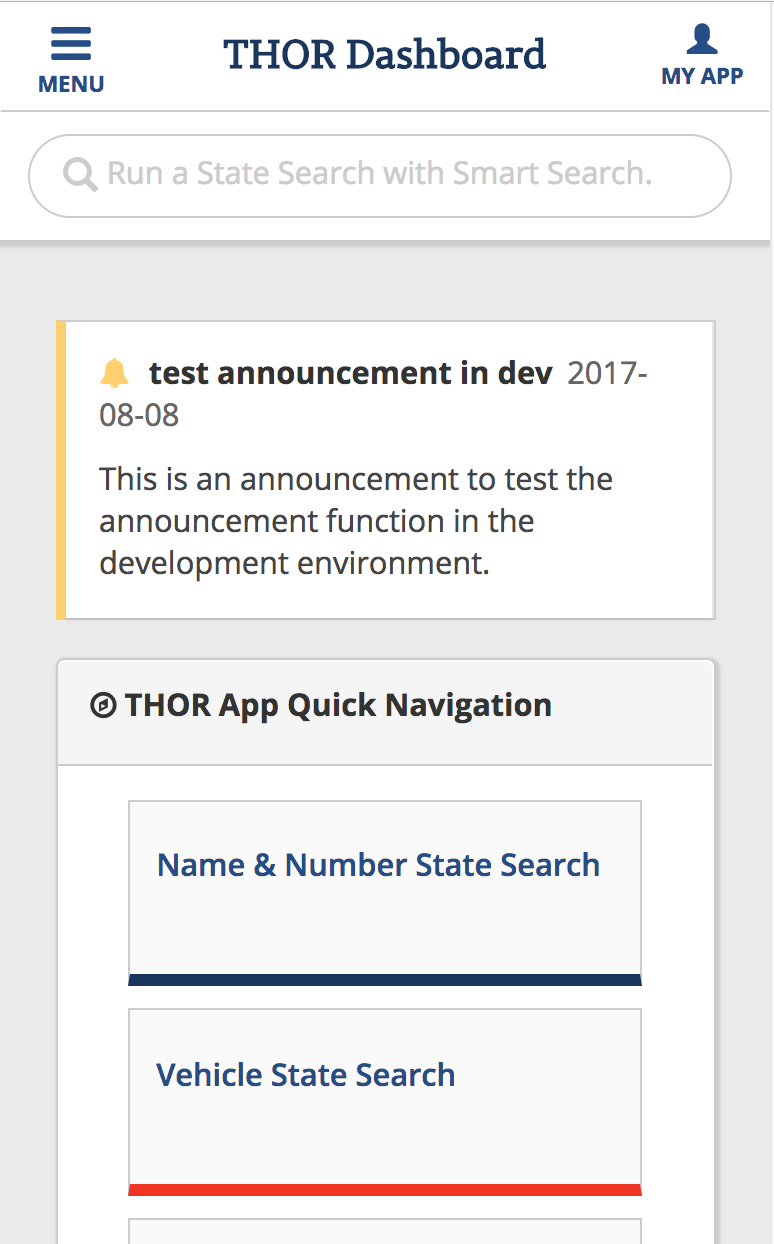 THOR Dashboard
MENU
MY APP
Run a State Search with Smart Search.
test announcement in dev 2017-
08-08
This is an announcement to test the
announcement function in the
development environment.
THOR App Quick Navigation
Name & Number State Search
Vehicle State Search